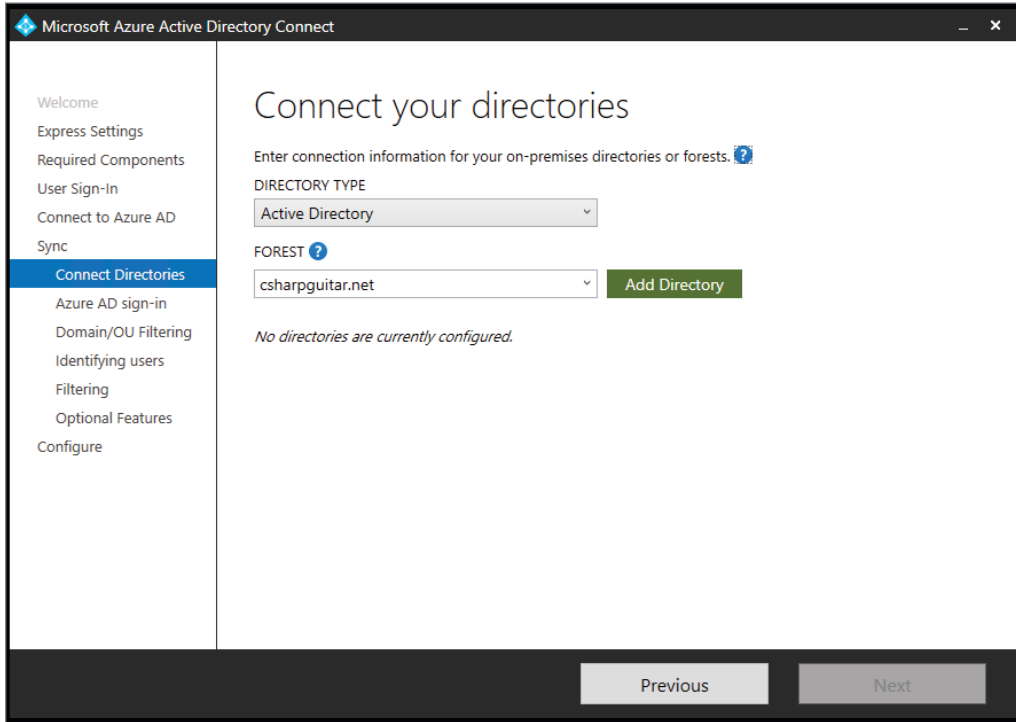 Microsoft Azure Active Directory Connect
Welcome
Express Settings
Required Components
User Sign-In
Connect to Azure AD
Sync
Connect Directories
Azure AD sign-in
Domain/OU Filtering
Identifying users
Filtering
Optional Features
Configure
Connect your directories
Enter connection information for your on-premises directories or forests. ?
DIRECTORY TYPE
Active Directory
FOREST ?
csharpguitar.net
Add Directory
No directories are currently configured.
Previous
Next